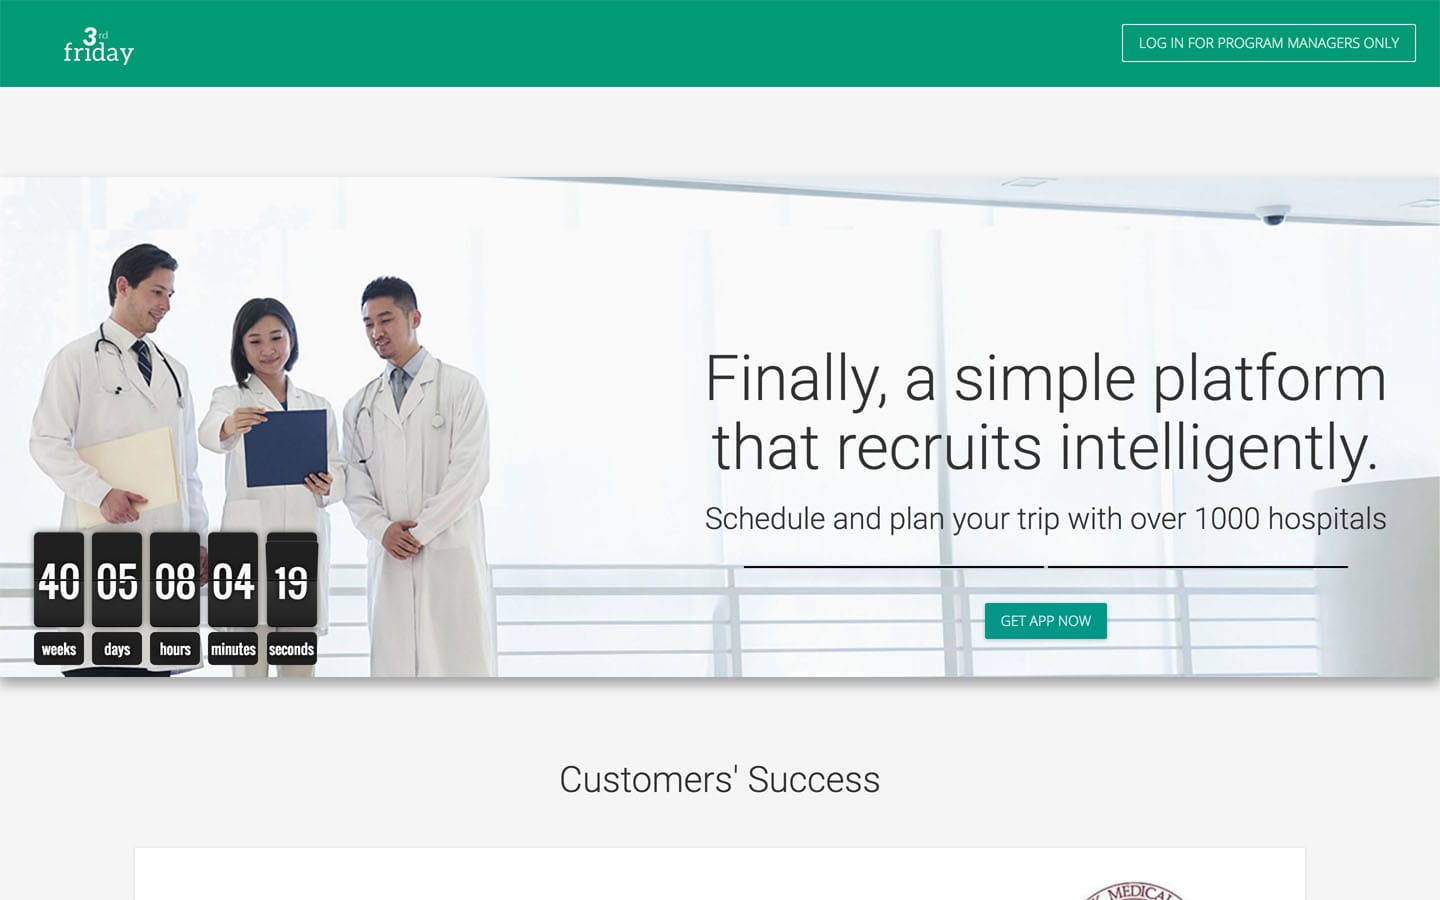 3rd
friday
LOG IN FOR PROGRAM MANAGERS ONLY
Finally, a simple platform
that recruits intelligently.
Schedule and plan your trip with over 1000 hospitals
40 05 08 04 19
weeks days hours minutes seconds
GET APP NOW
Customers' Success
MEDICAL